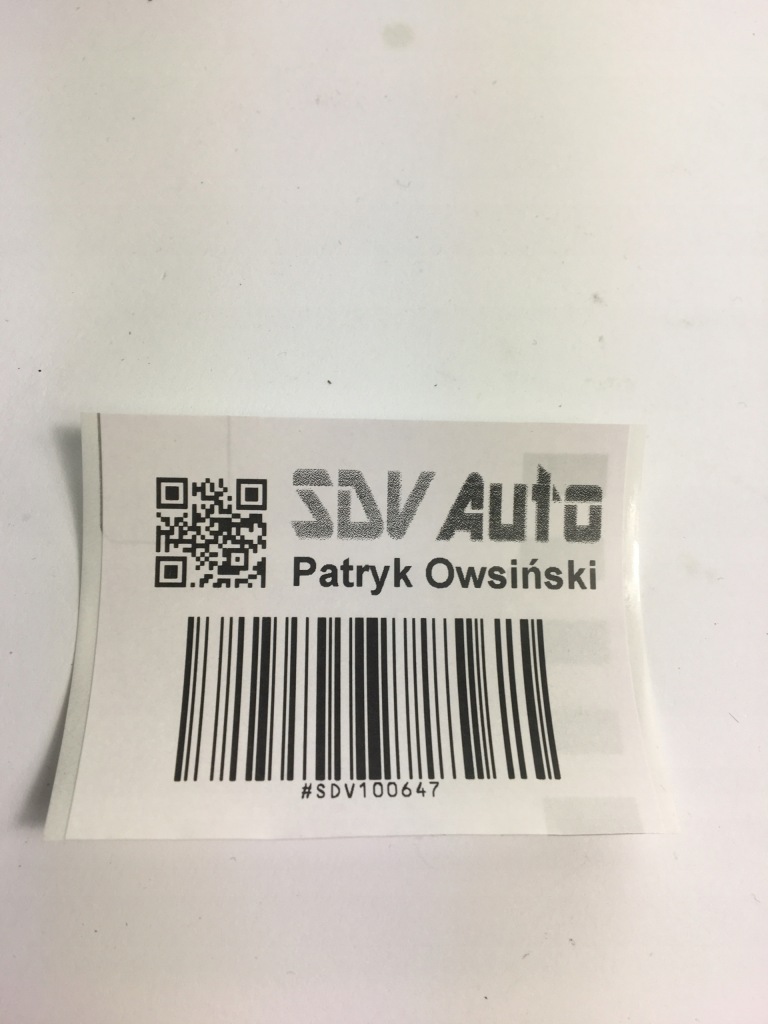 SDV Auto
Patryk Owsiński
#SDV100647